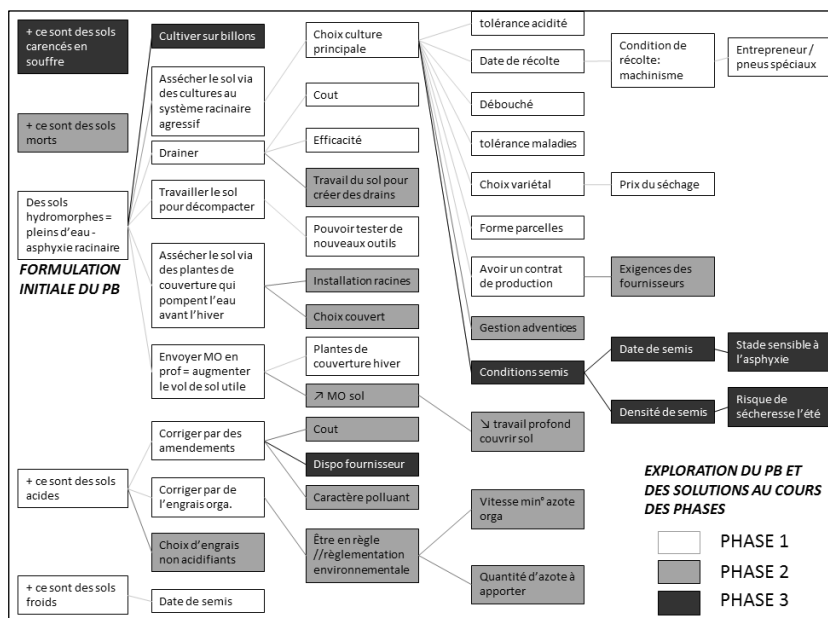 + ce sont des sols
carencés en
souffre
+ ce sont des sols
morts
Des sols
hydromorphes =
pleins d'eau -
asphyxie racinaire
FORMULATION
INITIALE DU PB
+ ce sont des sols
acides
+ ce sont des sols
froids
Cultiver sur billons
Assécher le sol via
des cultures au
système racinaire
agressif
Drainer
Travailler le sol
pour décompacter
Assécher le sol via
des plantes de
couverture qui
pompent l'eau
avant l'hiver
Envoyer MO en
prof = augmenter
le vol de sol utile
Corriger par des
amendements
Corriger par de
l'engrais orga.
Choix d'engrais
non acidifiants
Date de semis
Choix culture
principale
Cout
Efficacité
Travail du sol pour
créer des drains
Pouvoir tester de
nouveaux outils
Installation racines
Choix couvert
Plantes de
couverture hiver
↗ MO sol
Cout
Dispo fournisseur
Caractère polluant
Être en règle
//règlementation
environnementale
tolérance acidité
Date de récolte
Débouché
tolérance maladies
Choix variétal
Forme parcelles
Avoir un contrat
de production
Gestion adventices
Conditions semis
↘ travail profond
couvrir sol
Vitesse min° azote
orga
Quantité d'azote à
apporter
Condition de
récolte:
machinisme
Prix du séchage
Exigences des
fournisseurs
Date de semis
Densité de semis
Entrepreneur /
pneus spéciaux
Stade sensible à
l'asphyxie
Risque de
sécheresse l'été
EXPLORATION DU PB ET
DES SOLUTIONS AU COURS
DES PHASES
PHASE 1
PHASE 2
PHASE 3